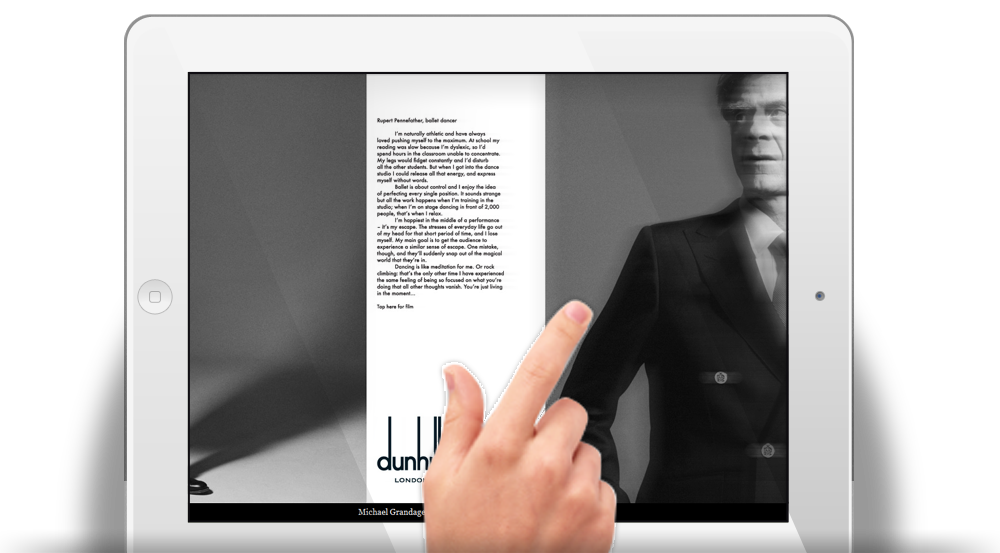 Rupert Pennefather, ballet dancer
I'm naturally athletic and have always
loved pushing myself to the maximum. At school my
reading was slow because I'm dyslexic, so I'd
spend hours in the classroom unable to concentrate.
My legs would fidget constantly and I'd disturb
all the other students. But when I got into the dance
studio I could release all that energy, and express
myself without words.
Ballet is about control and I enjoy the idea
of perfecting every single position. It sounds strange
but all the work happens when I'm training in the
studio; when I'm on stage dancing in front of 2,000
people, that's when I relax.
I'm happiest in the middle of a performance
– it's my escape. The stresses of everyday life go out
of my head for that short period of time, and I lose
myself. My main goal is to get the audience to
experience a similar sense of escape. One mistake,
though, and they'll suddenly snap out of the magical
world that they're in.
Dancing is like meditation for me. Or rock
climbing: that's the only other time I have experienced
the same feeling of being so focused on what you're
doing that all other thoughts vanish. You're just living
in the moment...
Tap here for film
dunhi
LONDO
Michael Grandage